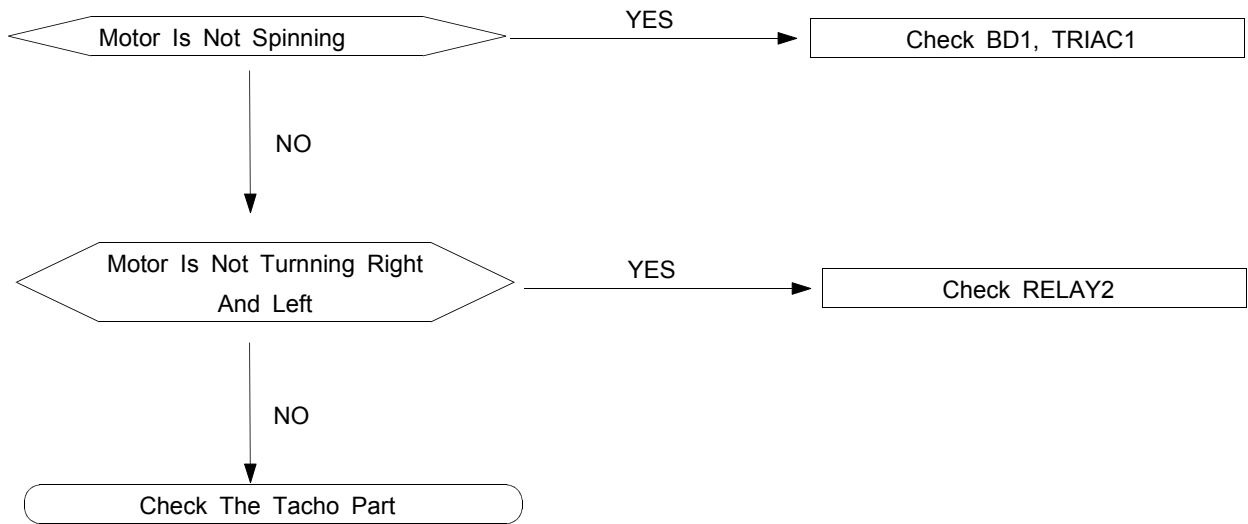 Motor Is Not Spinning
YES
Check BD1, TRIAC1
NO
Motor Is Not Turnning Right
And Left
YES
Check RELAY2
NO
Check The Tacho Part